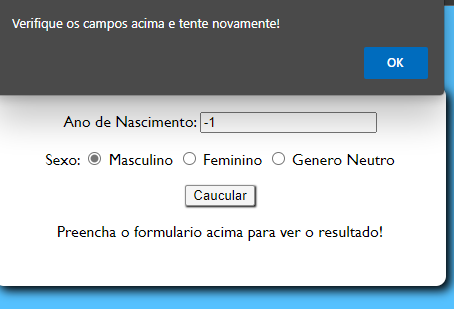 Verifique os campos acima e tente novamente!
OK
Ano de Nascimento: -1
Sexo: Masculino Feminino Genero Neutro
Caucular
Preencha o formulario acima para ver o resultado!